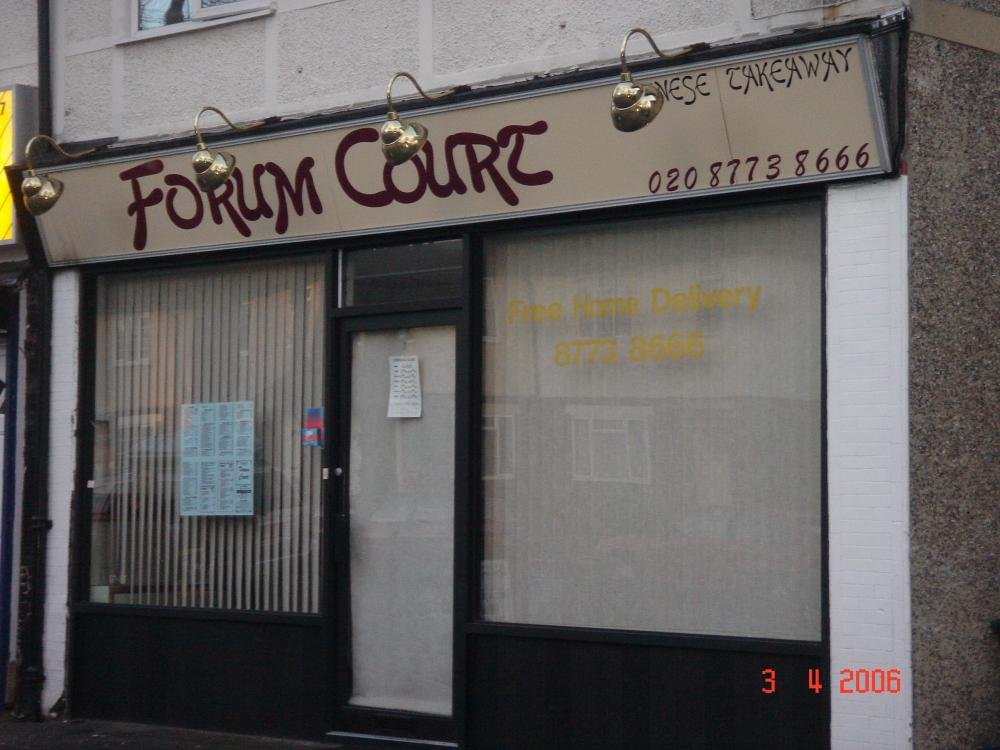 FORUM COURT
NESE TAKEAWAY
020 8773 8666
Free Home Delivery
8773 8666
3 4 2006